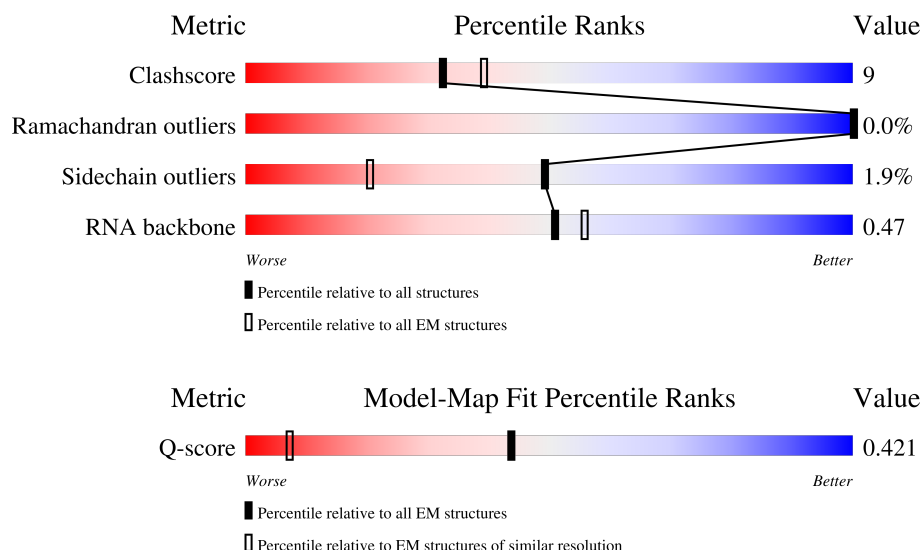 Metric Percentile Ranks Value
Clashscore 9
Ramachandran outliers 0.0%
Sidechain outliers 1.9%
RNA backbone 0.47
Worse Better
Percentile relative to all structures
Percentile relative to all EM structures
Metric Model-Map Fit Percentile Ranks Value
Q-score 0.421
Worse Better
Percentile relative to all EM structures
Percentile relative to EM structures of similar resolution